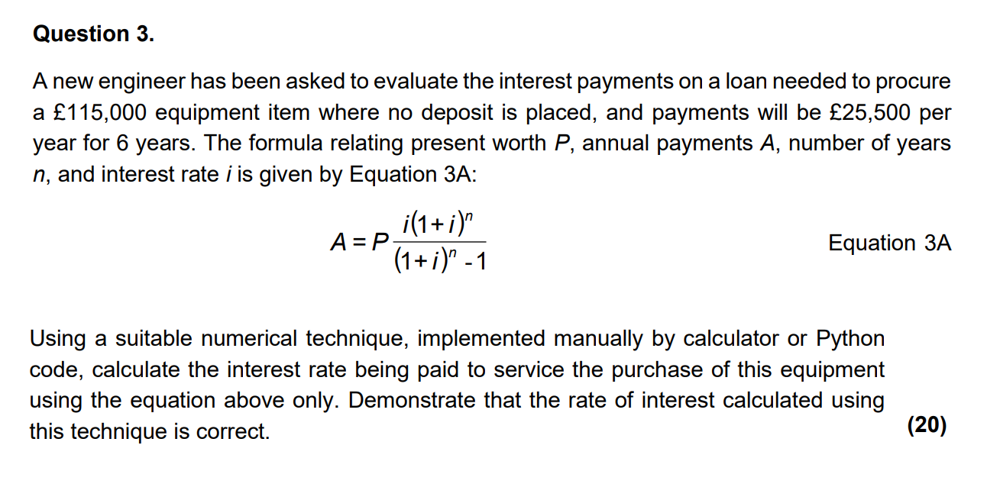 Question 3.
A new engineer has been asked to evaluate the interest payments on a loan needed to procure
a £115,000 equipment item where no deposit is placed, and payments will be £25,500 per
year for 6 years. The formula relating present worth P, annual payments A, number of years
n, and interest rate i is given by Equation 3A:
A = P \frac{i(1+i)^n}{(1+i)^n - 1} Equation 3A
Using a suitable numerical technique, implemented manually by calculator or Python
code, calculate the interest rate being paid to service the purchase of this equipment
using the equation above only. Demonstrate that the rate of interest calculated using
this technique is correct.
(20)